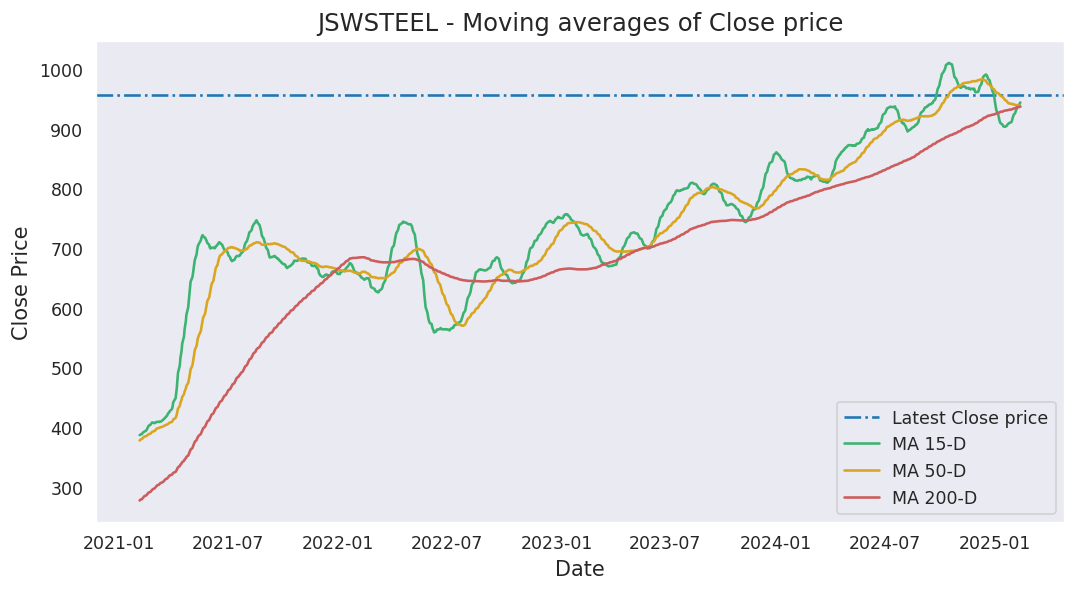 JSWSTEEL - Moving averages of Close price
Close Price
1000
900
800
700
600
500
400
300
Latest Close price
MA 15-D
MA 50-D
MA 200-D
2021-01 2021-07 2022-01 2022-07 2023-01 2023-07 2024-01 2024-07 2025-01
Date